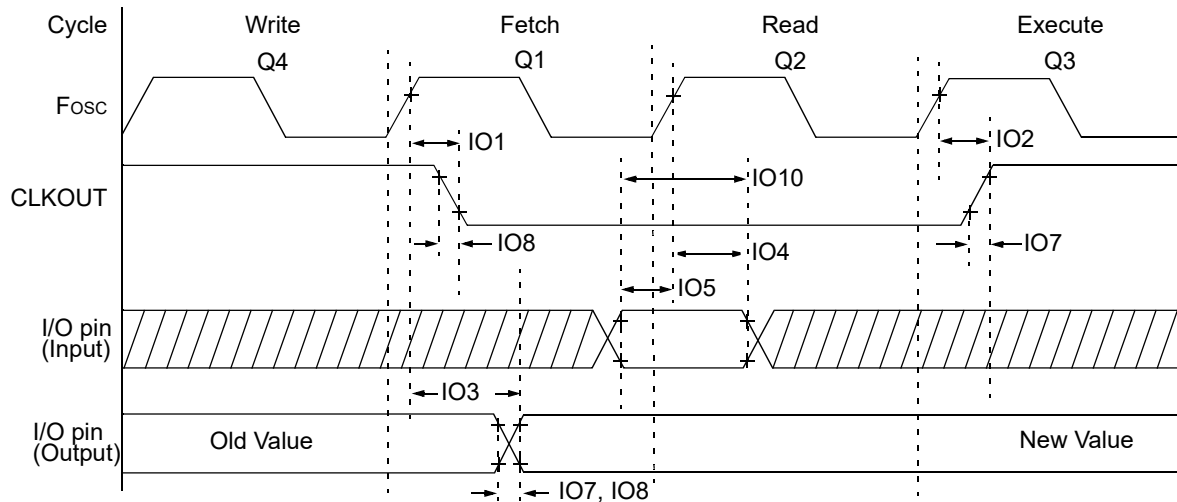 Cycle Write Fetch Read Execute
Q4 Q1 Q2 Q3
Fosc
IO1 IO2
CLKOUT
IO10
IO8 IO4 IO7
IO5
I/O pin
(Input)
IO3
I/O pin
(Output)
Old Value New Value
IO7, IO8